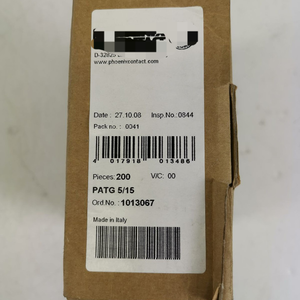 D-32825
www.phoenixcontact.com
Date : 27.10.08 Insp.No.:0844
Pack no. : 0041
4 017918 013486
Pieces: 200 V/C: 00
PATG 5/15
Ord.No.: 1013067
Made in Italy